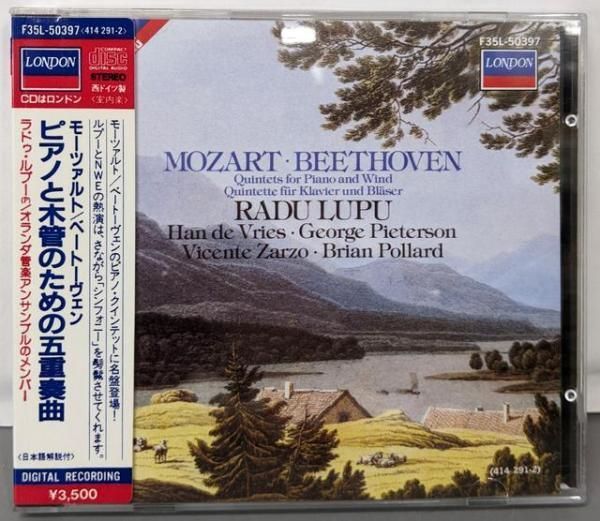 F35L-50397〈414 291-2〉
LONDON
COMPACT
disc
DIGITAL AUDIO
STEREO
CDはロンドン
西ドイツ製
〈室内楽〉
モーツァルト/ベートーヴェン
ピアノと木管のための五重奏曲
ラドゥ・ルプーの/オランダ管楽アンサンブルのメンバー
モーツァルト/ベートーヴェンのピアノ・クインテットに名盤登場!
ルプーとNWEの熱演は、さながら「シンフォニー」を髣髴させてくれます。
〈日本語解説付〉
DIGITAL RECORDING
¥3,500
F35L-50397
LONDON
MOZART · BEETHOVEN
Quintets for Piano and Wind
Quintette für Klavier und Bläser
RADU LUPU
Han de Vries · George Pieterson
Vicente Zarzo · Brian Pollard
(414 291-2)